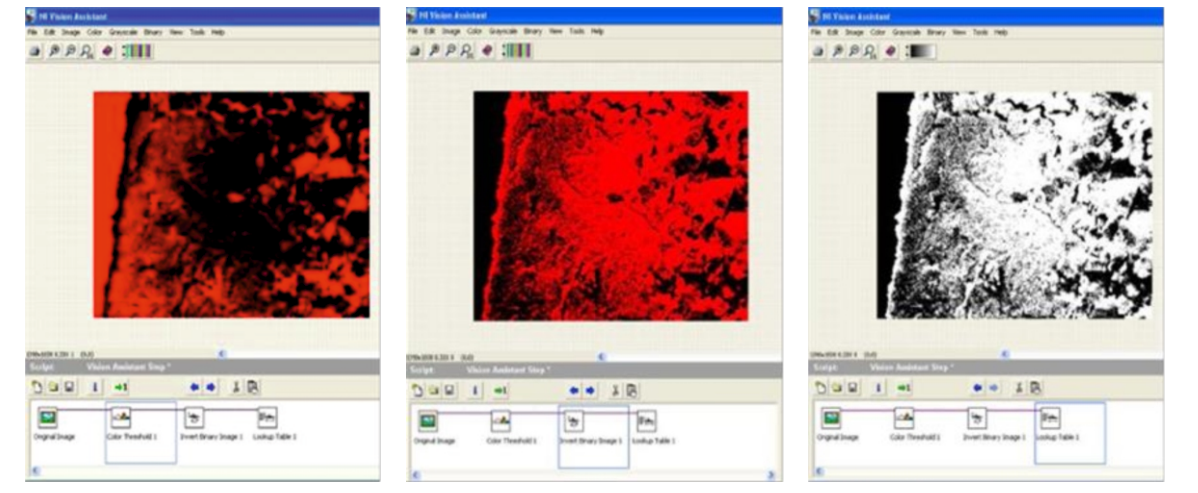 NI Vision Assistant
File Edit Image Color Grayscale Binary View Tools Help
Script: Vision Assistant Step *
Original Image Color Threshold 1 Invert Binary Image 1 Lookup Table 1
NI Vision Assistant
File Edit Image Color Grayscale Binary View Tools Help
Script: Vision Assistant Step *
Original Image Color Threshold 1 Invert Binary Image 1 Lookup Table 1
NI Vision Assistant
File Edit Image Color Grayscale Binary View Tools Help
Script: Vision Assistant Step *
Original Image Color Threshold 1 Invert Binary Image 1 Lookup Table 1